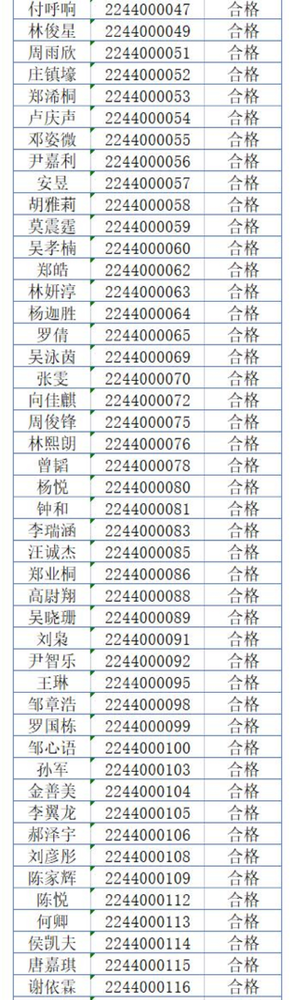 付呼响 2244000047 合格
林俊星 2244000049 合格
周雨欣 2244000051 合格
庄镇壕 2244000052 合格
郑浠桐 2244000053 合格
卢庆声 2244000054 合格
邓姿微 2244000055 合格
尹嘉利 2244000056 合格
安昱 2244000057 合格
胡雅莉 2244000058 合格
莫震霆 2244000059 合格
吴孝楠 2244000060 合格
郑皓 2244000062 合格
林妍淳 2244000063 合格
杨迦胜 2244000064 合格
罗倩 2244000065 合格
吴泳茵 2244000069 合格
张雯 2244000070 合格
向佳麒 2244000072 合格
周俊锋 2244000075 合格
林熙朗 2244000076 合格
曾韬 2244000078 合格
杨悦 2244000080 合格
钟和 2244000081 合格
李瑞涵 2244000083 合格
汪诚杰 2244000085 合格
郑业桐 2244000086 合格
高尉翔 2244000088 合格
吴晓珊 2244000089 合格
刘枭 2244000091 合格
尹智乐 2244000092 合格
王琳 2244000095 合格
邹章浩 2244000098 合格
罗国栋 2244000099 合格
邹心语 2244000100 合格
孙军 2244000103 合格
金善美 2244000104 合格
李翼龙 2244000105 合格
郝泽宇 2244000106 合格
刘彦彤 2244000108 合格
陈家辉 2244000109 合格
陈悦 2244000112 合格
何卿 2244000113 合格
侯凯夫 2244000114 合格
唐嘉琪 2244000115 合格
谢依霖 2244000116 合格